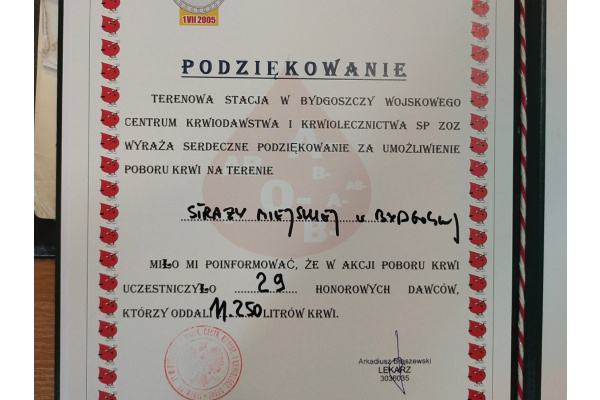 1 VII 2005
PODZIĘKOWANIE
TERENOWA STACJA W BYDGOSZCZY WOJSKOWEGO
CENTRUM KRWIODAWSTWA I KRWIOLECZNICTWA SP ZOZ
WYRAŻA SERDECZNE PODZIĘKOWANIE ZA UMOŻLIWIENIE
POBORU KRWI NA TERENIE
STRAŻY MIEJSKIEJ w BYDGOSZCZY
MIŁO MI POINFORMOWAĆ, ŻE W AKCJI POBORU KRWI
UCZESTNICZYŁO 29 HONOROWYCH DAWCÓW,
KTÓRZY ODDALI 11.250 LITRÓW KRWI.
Arkadiusz Błaszewski
LEKARZ
3036035
A
AB-
B-
O-
AB-
A-
B-